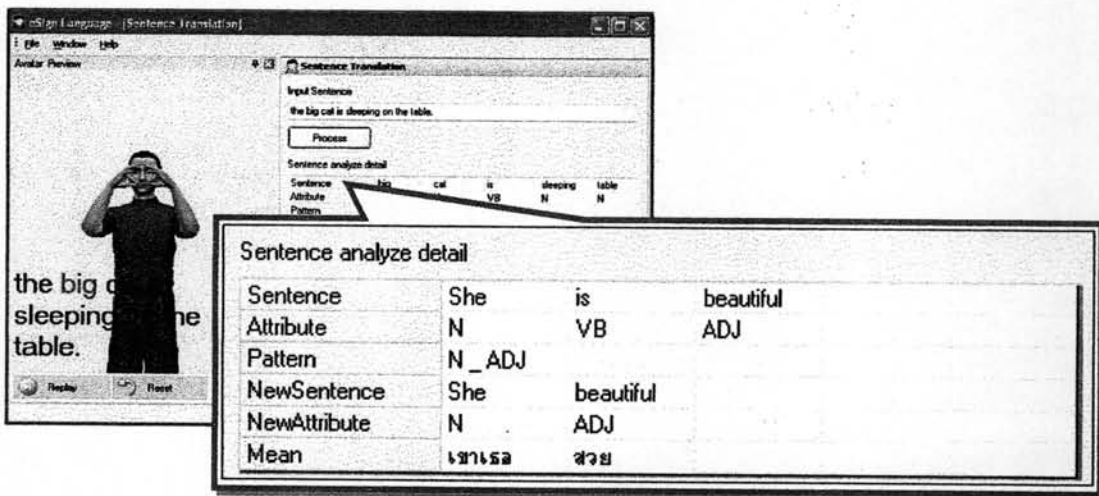 eSign Language - [Sentence Translation]
File Window Help
Avatar Preview
Sentence Translation
Input Sentence
the big cat is sleeping on the table.
Process
Sentence analyze detail
Sentence big cat is sleeping table
Attribute VB N N
Pattern
the big
sleeping
table.
Replay Reset
Sentence analyze detail
Sentence She is beautiful
Attribute N VB ADJ
Pattern N _ ADJ
NewSentence She beautiful
NewAttribute N ADJ
Mean เขาเธอ สวย